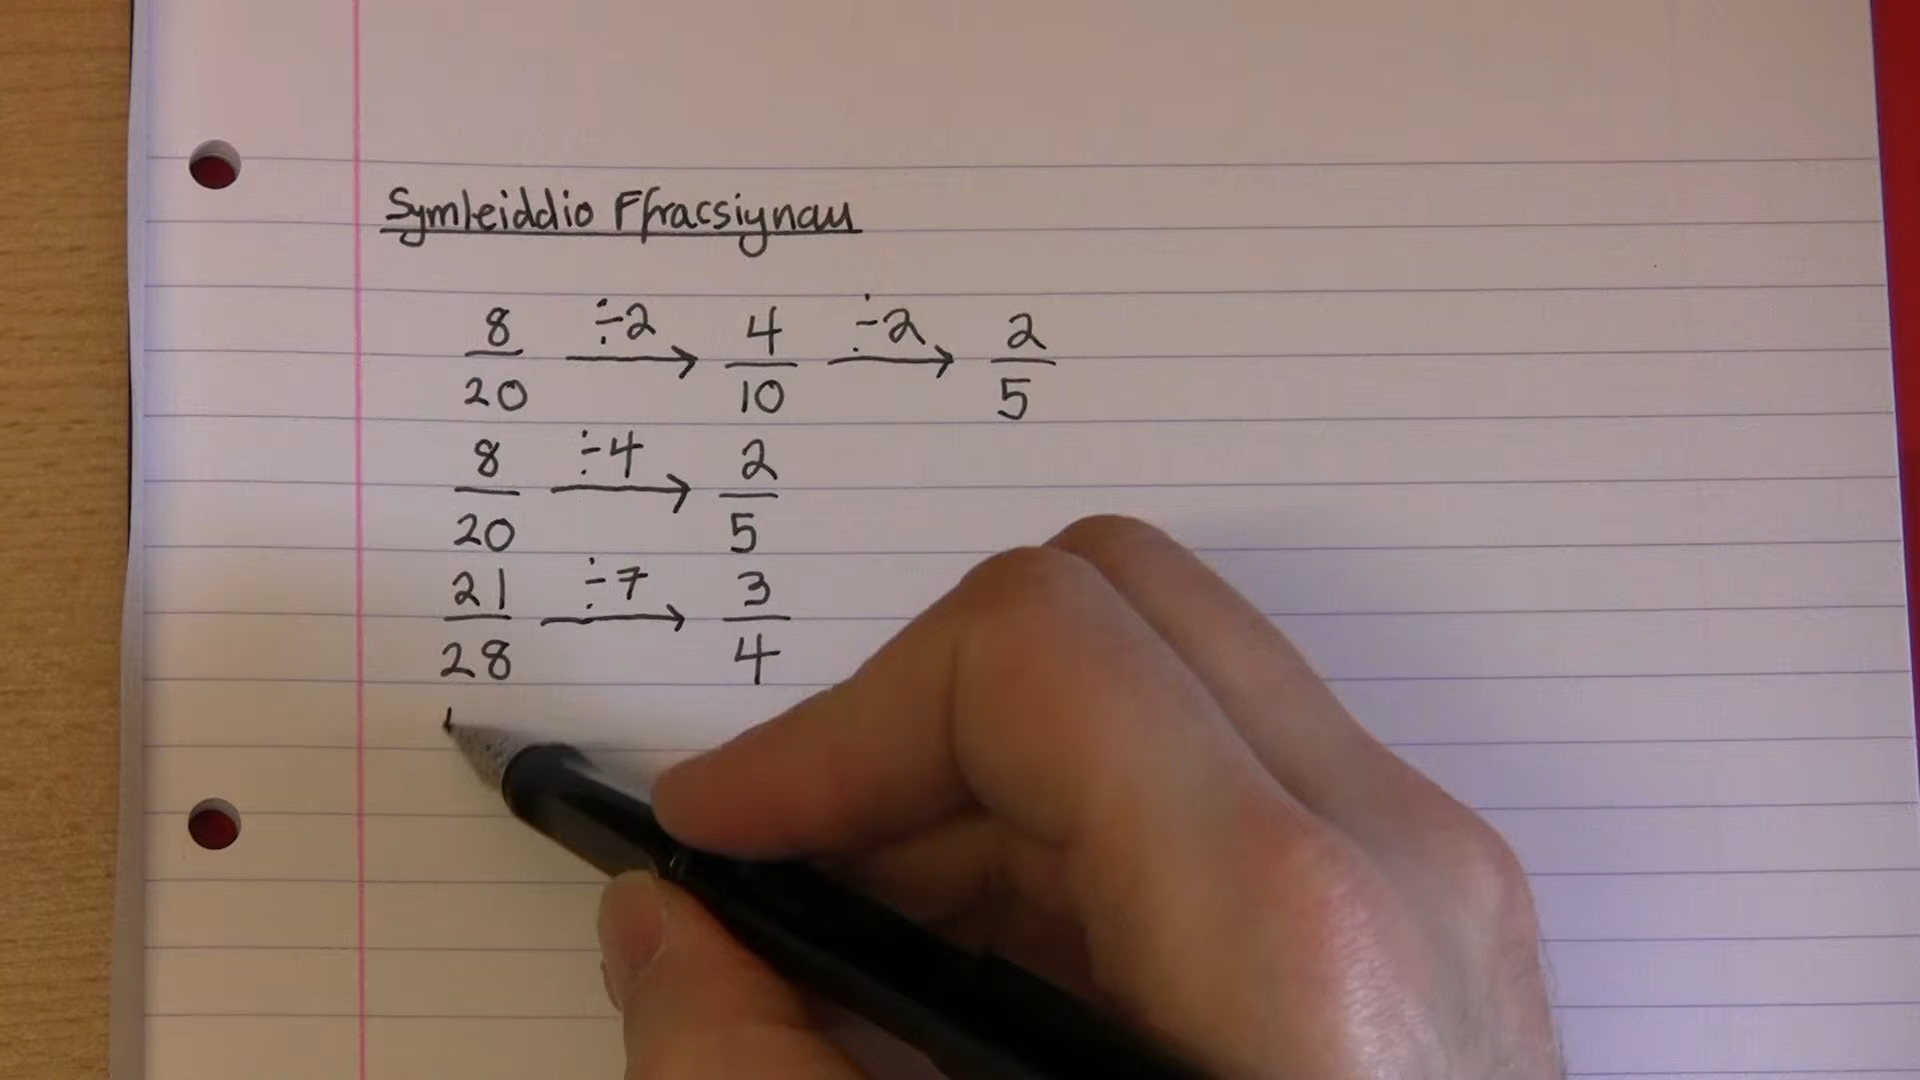 Symleiddio Ffracsiynau
8/20 ÷2→ 4/10 ÷2→ 2/5
8/20 ÷4→ 2/5
21/28 ÷7→ 3/4